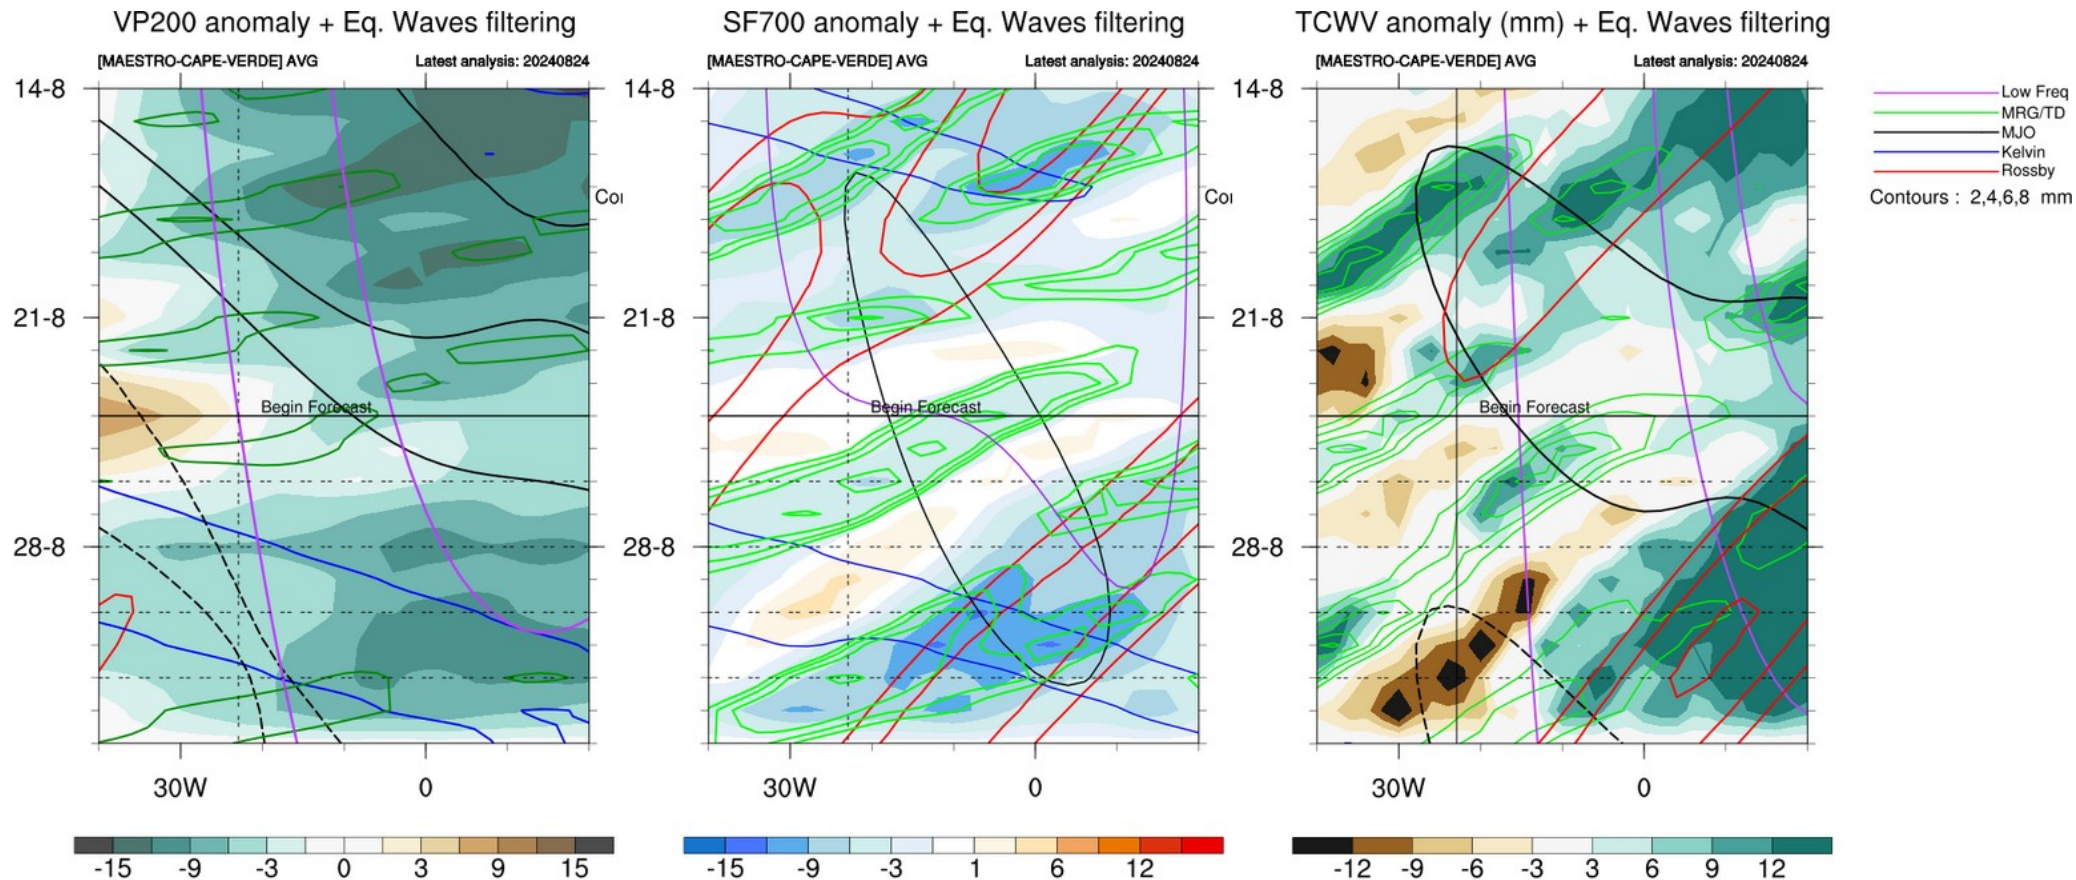 VP200 anomaly + Eq. Waves filtering
SF700 anomaly + Eq. Waves filtering
TCWV anomaly (mm) + Eq. Waves filtering
[MAESTRO-CAPE-VERDE] AVG
Latest analysis: 20240824
[MAESTRO-CAPE-VERDE] AVG
Latest analysis: 20240824
[MAESTRO-CAPE-VERDE] AVG
Latest analysis: 20240824
14-8
21-8
28-8
Begin Forecast
30W
0
Coı
14-8
21-8
28-8
Begin Forecast
30W
0
Coı
14-8
21-8
28-8
Begin Forecast
30W
0
Low Freq
MRG/TD
MJO
Kelvin
Rossby
Contours : 2,4,6,8 mm
-15 -9 -3 0 3 9 15
-15 -9 -3 1 6 12
-12 -9 -6 -3 3 6 9 12